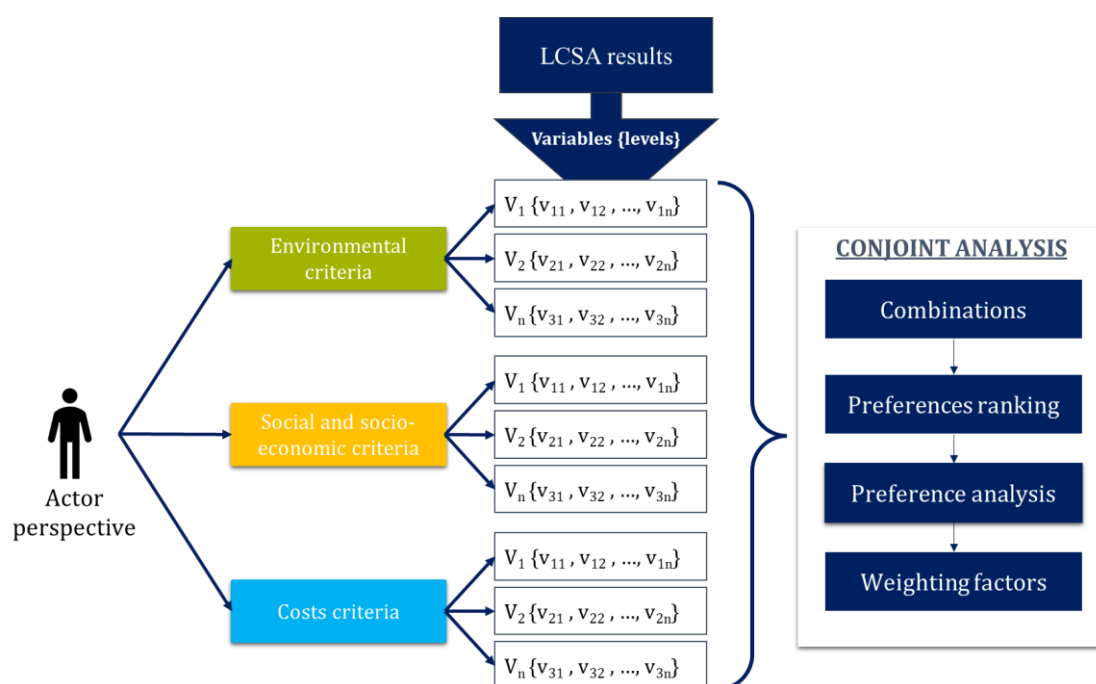 LCSA results
Variables {levels}
V₁ {v₁₁ , v₁₂ , ..., v₁ₙ}
V₂ {v₂₁ , v₂₂ , ..., v₂ₙ}
Vₙ {v₃₁ , v₃₂ , ..., v₃ₙ}
Environmental
criteria
V₁ {v₁₁ , v₁₂ , ..., v₁ₙ}
V₂ {v₂₁ , v₂₂ , ..., v₂ₙ}
Vₙ {v₃₁ , v₃₂ , ..., v₃ₙ}
Social and socio-
economic criteria
Actor
perspective
V₁ {v₁₁ , v₁₂ , ..., v₁ₙ}
V₂ {v₂₁ , v₂₂ , ..., v₂ₙ}
Vₙ {v₃₁ , v₃₂ , ..., v₃ₙ}
Costs criteria
CONJOINT ANALYSIS
Combinations
Preferences ranking
Preference analysis
Weighting factors